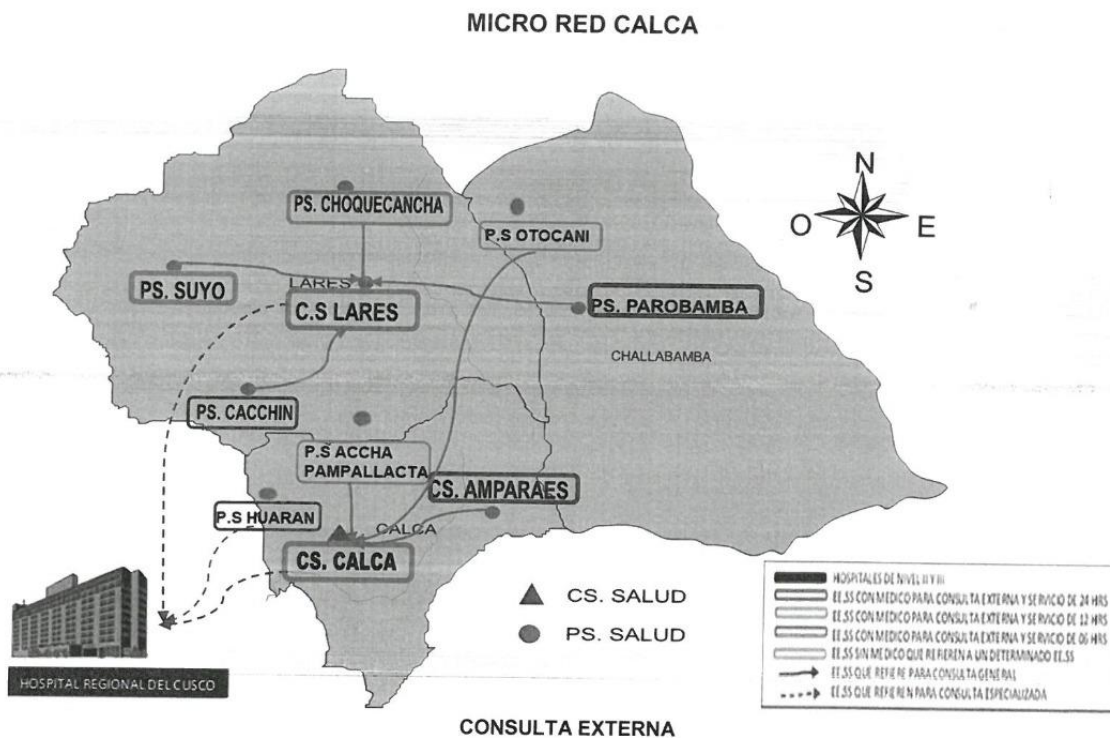 MICRO RED CALCA
N
O
E
S
PS. CHOQUECANCHA
P.S OTOCANI
LARES
PS. SUYO
C.S LARES
PS. PAROBAMBA
CHALLABAMBA
PS. CACCHIN
P.S ACCHA
PAMPALLACTA
CS. AMPARAES
P.S HUARAN
CALCA
CS. CALCA
CS. SALUD
PS. SALUD
HOSPITALES DE NIVEL II Y III
EE.SS CON MEDICO PARA CONSULTA EXTERNA Y SERVICIO DE 24 HRS
EE.SS CON MEDICO PARA CONSULTA EXTERNA Y SERVICIO DE 12 HRS
EE.SS CON MEDICO PARA CONSULTA EXTERNA Y SERVICIO DE 06 HRS
EE.SS SIN MEDICO QUE REFIEREN A UN DETERMINADO EE.SS
EE.SS QUE REFIERE PARA CONSULTA GENERAL
EE.SS QUE REFIEREN PARA CONSULTA ESPECIALIZADA
HOSPITAL REGIONAL DEL CUSCO
CONSULTA EXTERNA